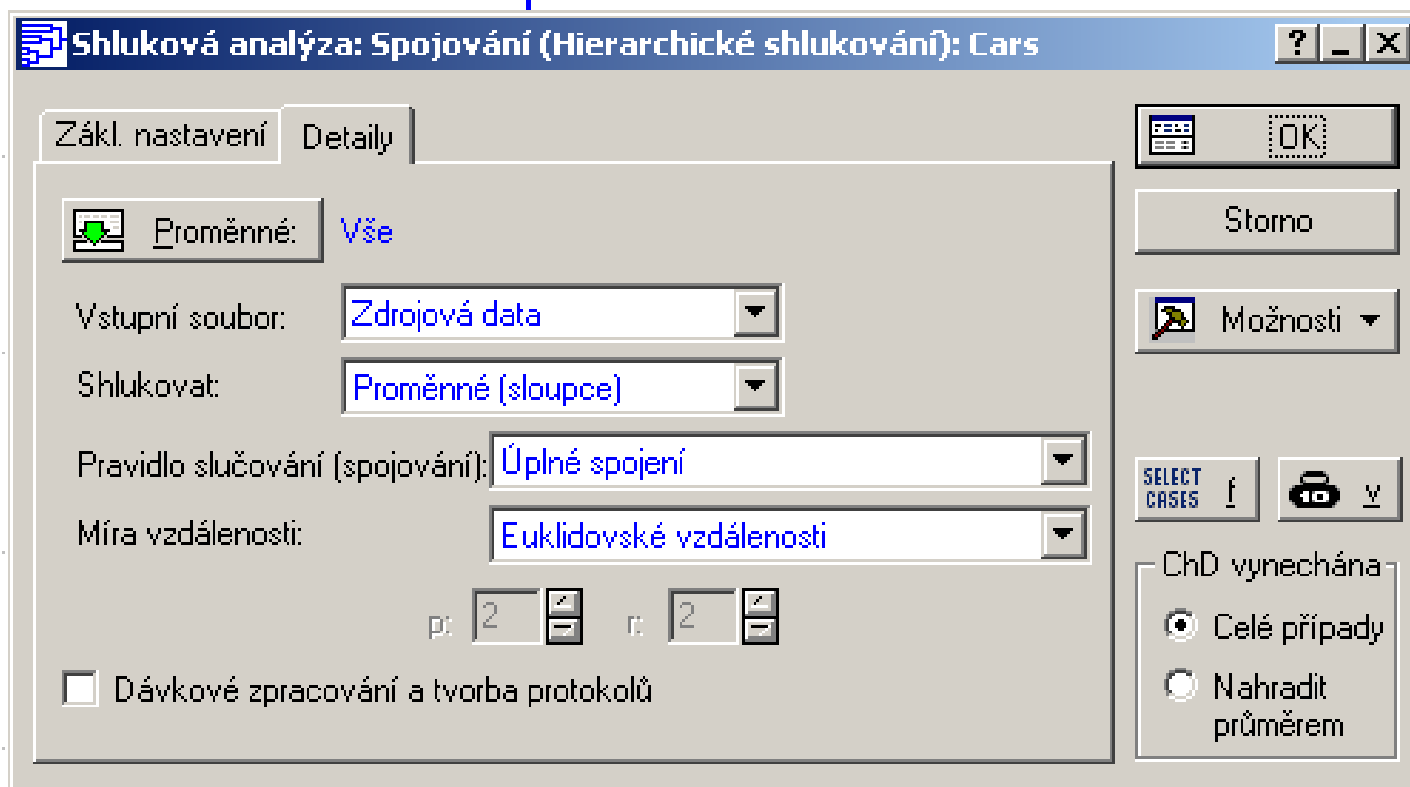 Shluková analýza: Spojování (Hierarchické shlukování): Cars
Zákl. nastavení Detaily
OK
Proměnné: Vše
Storno
Vstupní soubor: Zdrojová data
Možnosti
Shlukovat: Proměnné (sloupce)
Pravidlo slučování (spojování): Úplné spojení
SELECT CASES f v
Míra vzdálenosti: Euklidovské vzdálenosti
ChD vynechána
p: 2 r: 2
Celé případy
Dávkové zpracování a tvorba protokolů
Nahradit
průměrem